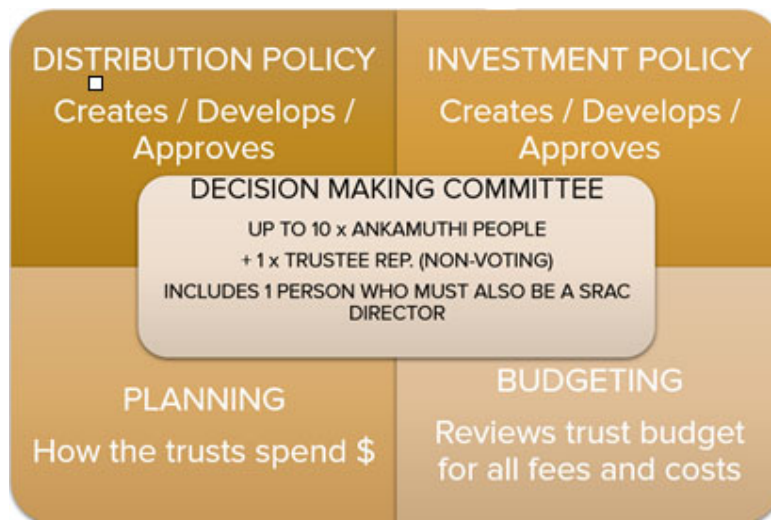 DISTRIBUTION POLICY
Creates / Develops /
Approves
INVESTMENT POLICY
Creates / Develops /
Approves
DECISION MAKING COMMITTEE
UP TO 10 x ANKAMUTHI PEOPLE
+ 1 x TRUSTEE REP. (NON-VOTING)
INCLUDES 1 PERSON WHO MUST ALSO BE A SRAC
DIRECTOR
PLANNING
How the trusts spend $
BUDGETING
Reviews trust budget
for all fees and costs